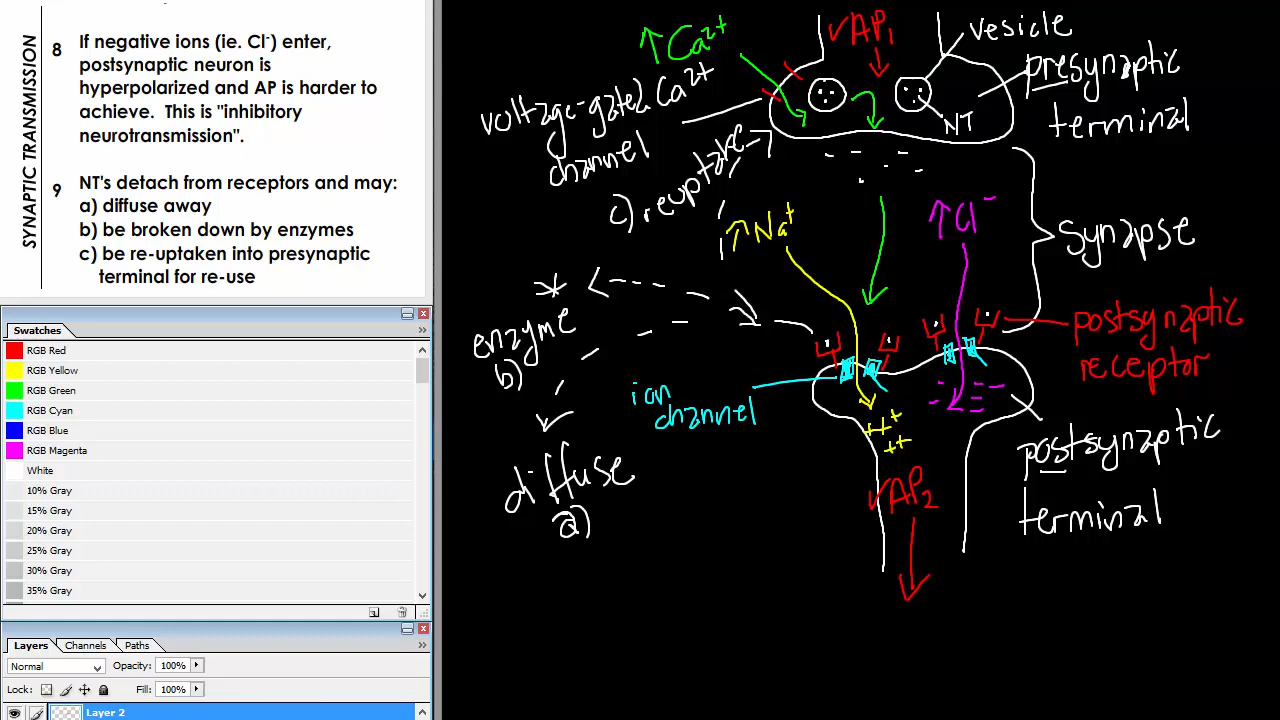 SYNAPTIC TRANSMISSION
8
If negative ions (ie. Cl-) enter,
postsynaptic neuron is
hyperpolarized and AP is harder to
achieve. This is "inhibitory
neurotransmission".
9
NT's detach from receptors and may:
a) diffuse away
b) be broken down by enzymes
c) be re-uptaken into presynaptic
terminal for re-use
Swatches
RGB Red
RGB Yellow
RGB Green
RGB Cyan
RGB Blue
RGB Magenta
White
10% Gray
15% Gray
20% Gray
25% Gray
30% Gray
35% Gray
Layers Channels Paths
Normal Opacity: 100%
Lock: Fill: 100%
Layer 2
↑Ca2+
✓AP1
vesicle
presynaptic
terminal
NT
voltage-gated Ca2+
channel
c) reuptake
↑Na+
↑Cl-
synapse
enzyme
b)
postsynaptic
receptor
ion
channel
++
++
postsynaptic
terminal
diffuse
a)
✓AP2